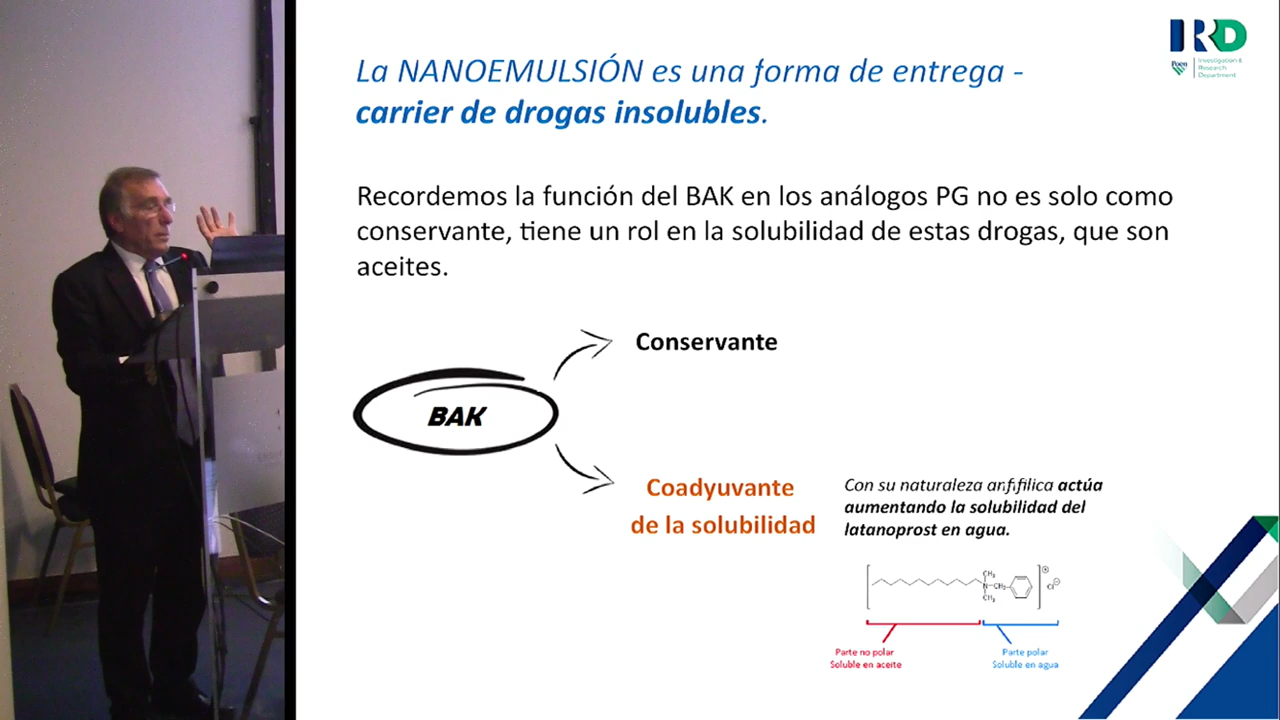 IRD
Poen
Investigation &
Research
Department
La NANOEMULSIÓN es una forma de entrega -
carrier de drogas insolubles.
Recordemos la función del BAK en los análogos PG no es solo como
conservante, tiene un rol en la solubilidad de estas drogas, que son
aceites.
Conservante
BAK
Coadyuvante
de la solubilidad
Con su naturaleza anfifílica actúa
aumentando la solubilidad del
latanoprost en agua.
CH₃
N—CH₂
CH₃
Cl⊖
Parte no polar
Soluble en aceite
Parte polar
Soluble en agua